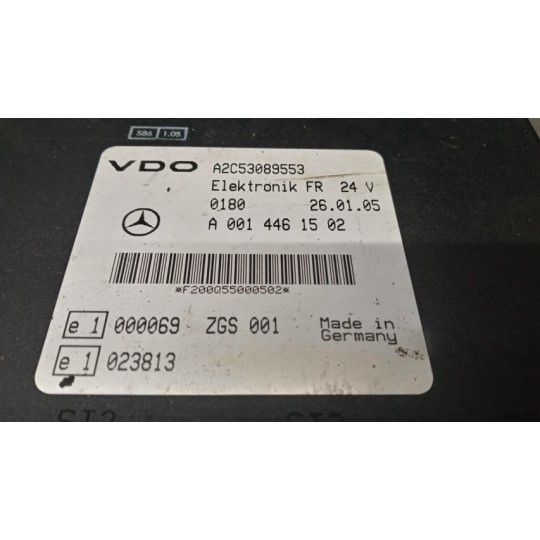 586 1.05
VDO A2C53089553
Elektronik FR 24 V
0180 26.01.05
A 001 446 15 02
*F200Q55000502*
e 1 000069 ZGS 001 Made in
Germany
e 1 023813